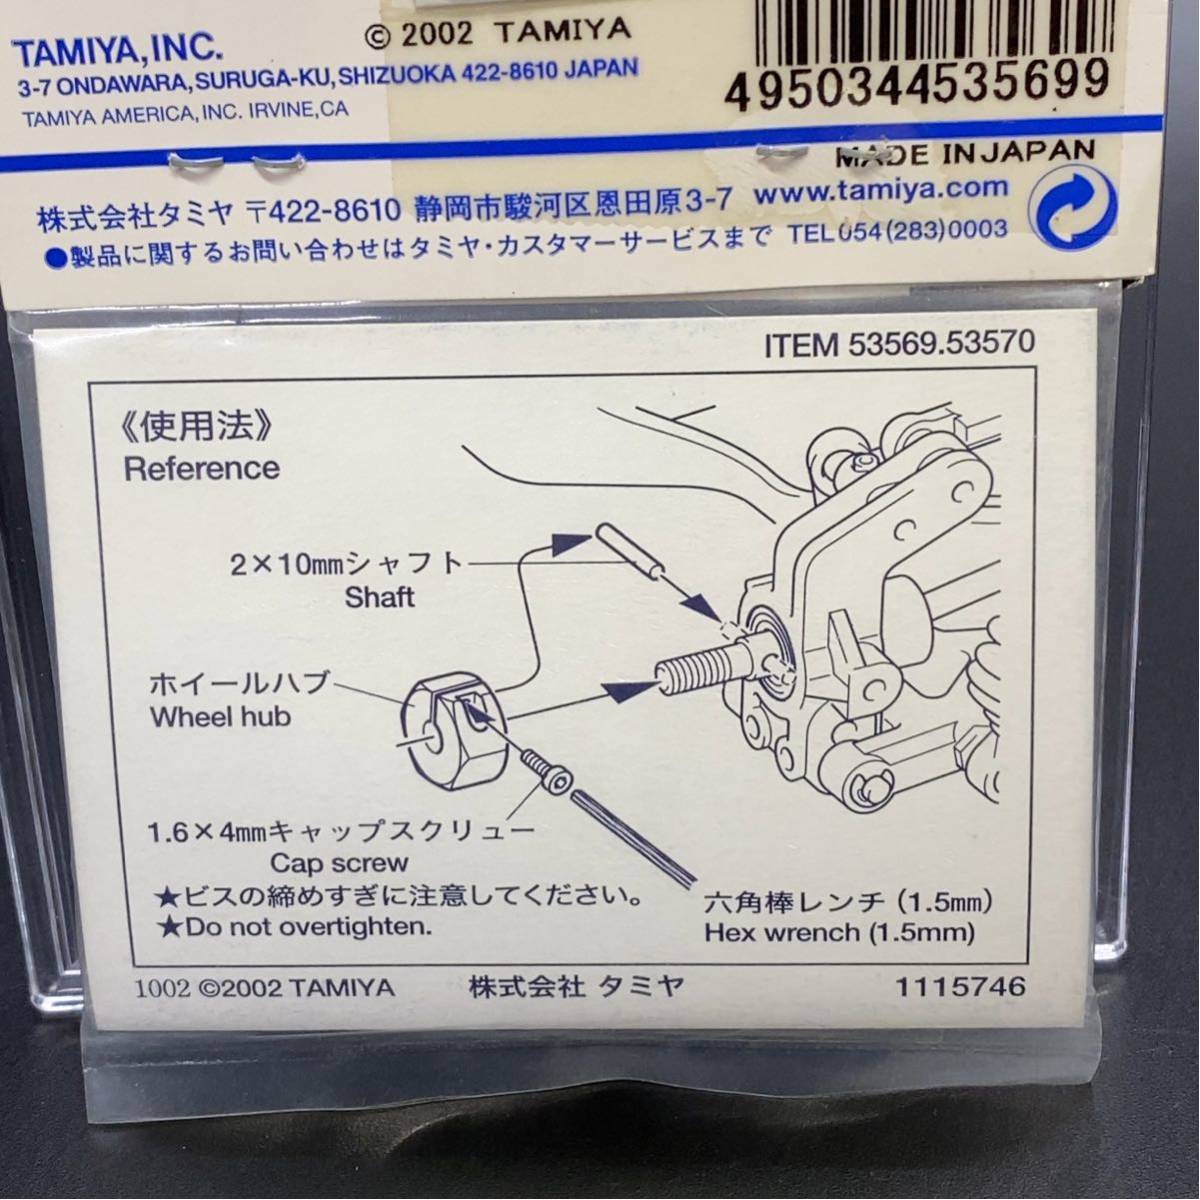 TAMIYA, INC.
© 2002 TAMIYA
3-7 ONDAWARA, SURUGA-KU, SHIZUOKA 422-8610 JAPAN
TAMIYA AMERICA, INC. IRVINE, CA
4950344535699
MADE IN JAPAN
株式会社タミヤ 〒422-8610 静岡市駿河区恩田原3-7 www.tamiya.com
●製品に関するお問い合わせはタミヤ・カスタマーサービスまで TEL 054(283)0003
ITEM 53569.53570
《使用法》
Reference
2×10mmシャフト
Shaft
ホイールハブ
Wheel hub
1.6×4mmキャップスクリュー
Cap screw
★ビスの締めすぎに注意してください。
★Do not overtighten.
六角棒レンチ (1.5mm)
Hex wrench (1.5mm)
1002 ©2002 TAMIYA 株式会社 タミヤ 1115746